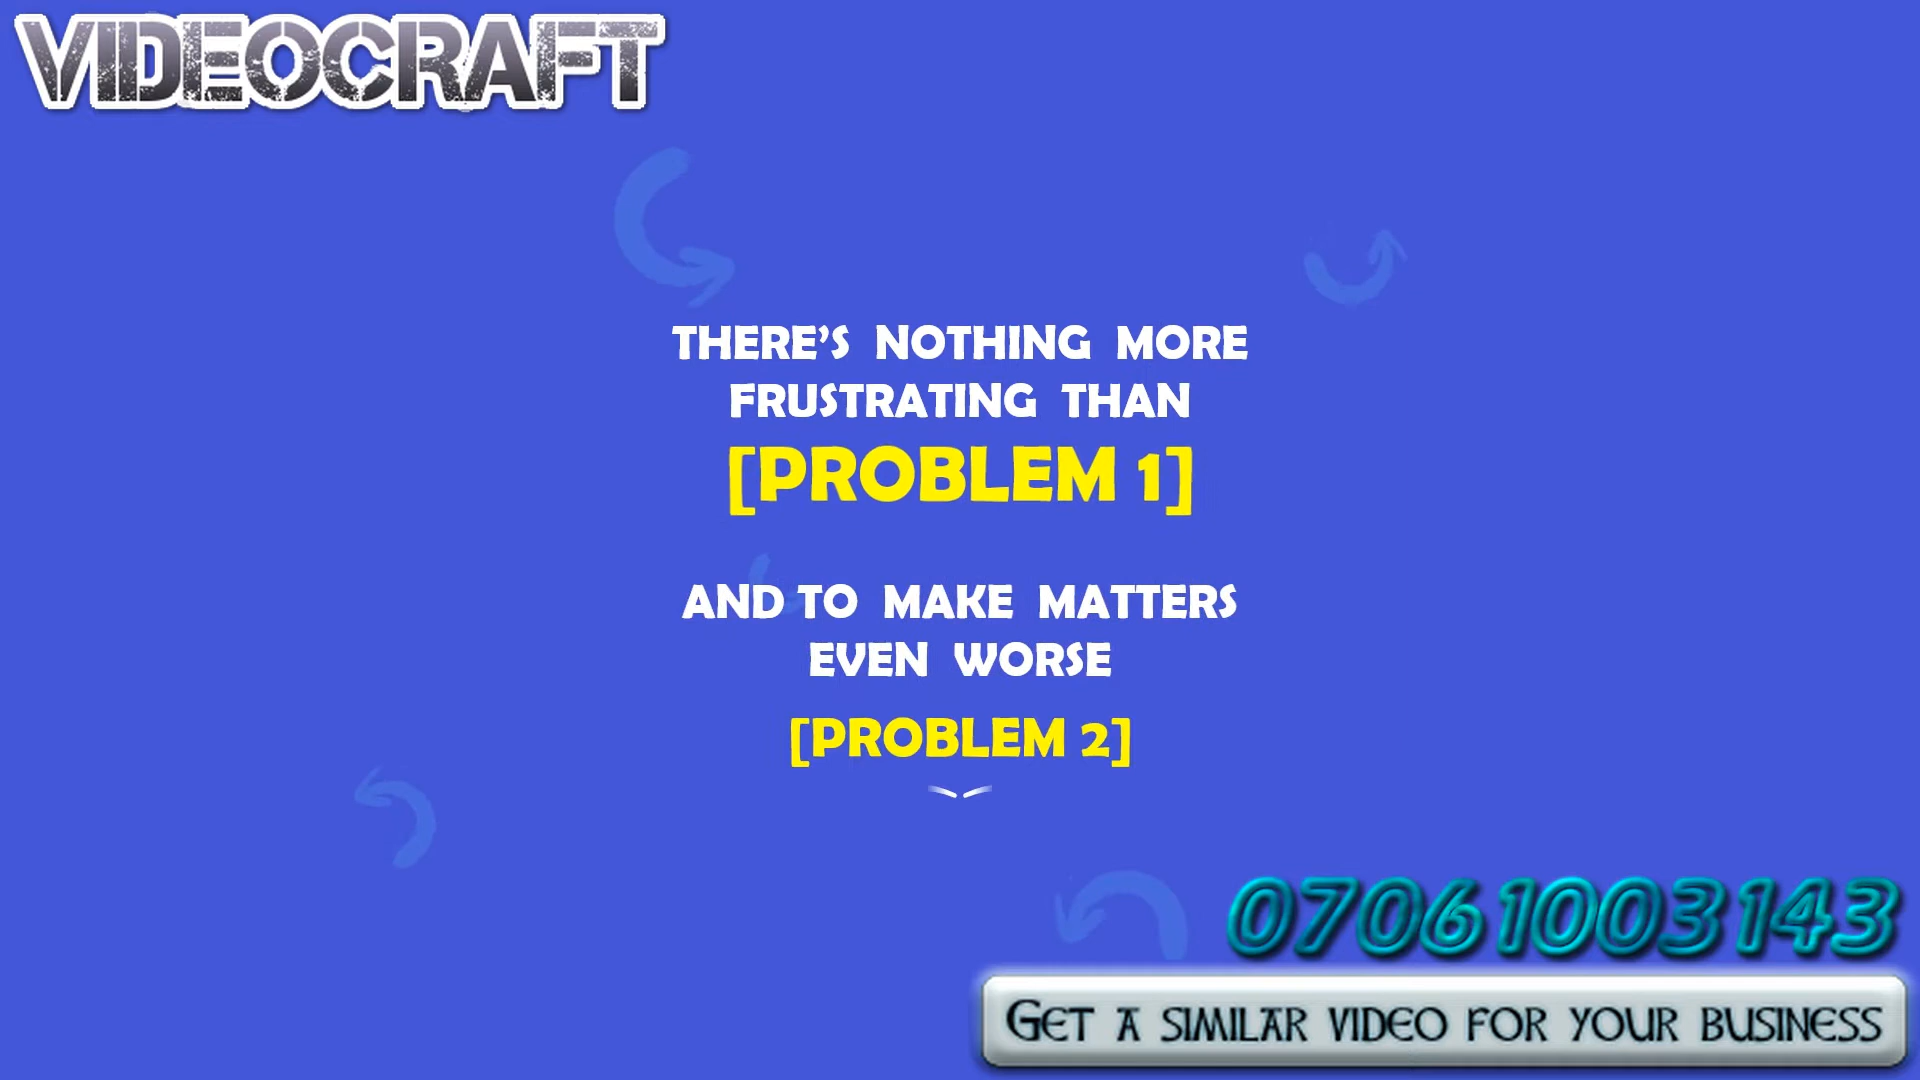 VIDEOCRAFT
THERE'S NOTHING MORE
FRUSTRATING THAN
[PROBLEM 1]
AND TO MAKE MATTERS
EVEN WORSE
[PROBLEM 2]
07061003143
GET A SIMILAR VIDEO FOR YOUR BUSINESS